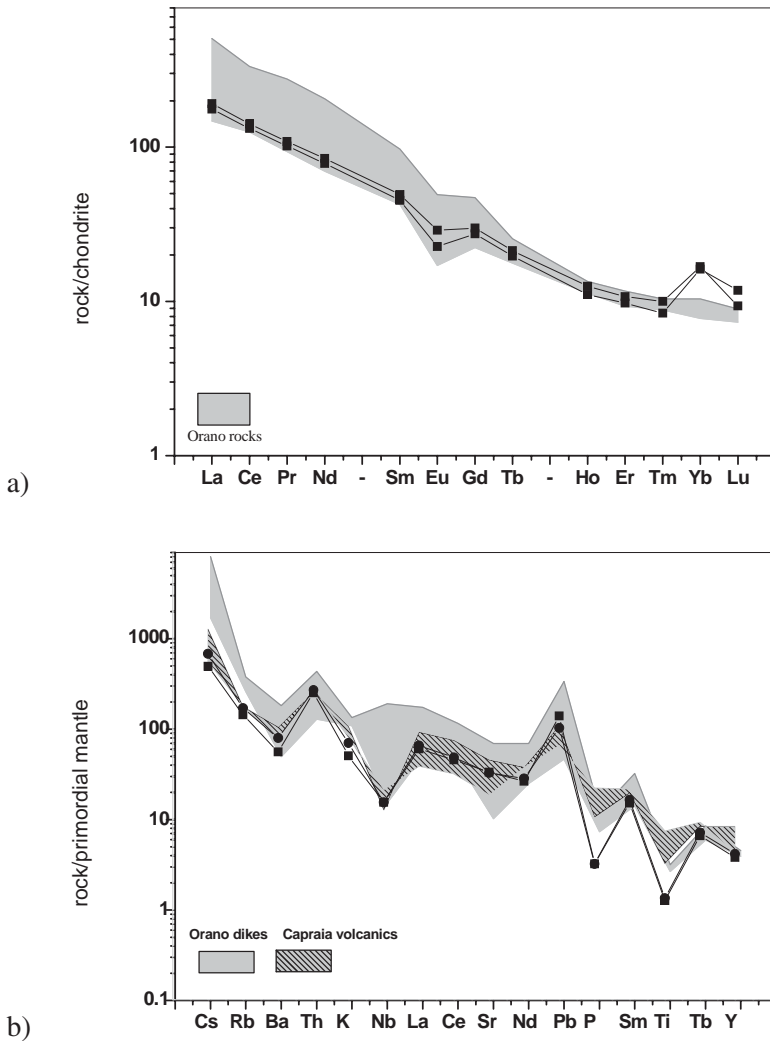 100
10
1
rock/chondrite
Orano rocks
La Ce Pr Nd - Sm Eu Gd Tb - Ho Er Tm Yb Lu
a)
1000
100
10
1
0.1
rock/primordial mantle
Orano dikes Capraia volcanics
Cs Rb Ba Th K Nb La Ce Sr Nd Pb P Sm Ti Tb Y
b)